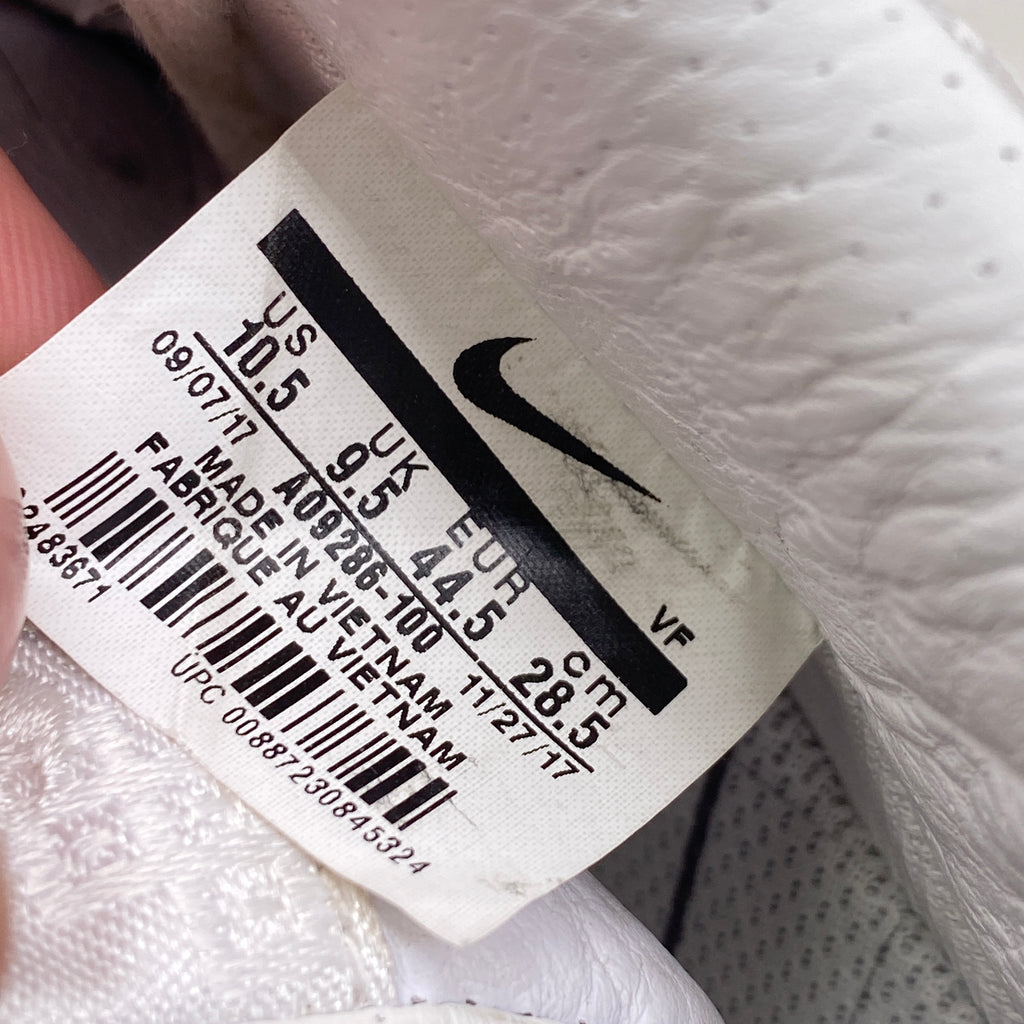 VF
US UK EUR cm
10.5 9.5 44.5 28.5
09/07/17 AO9286-100 11/27/17
MADE IN VIETNAM
FABRIQUE AU VIETNAM
UPC 00887230845324